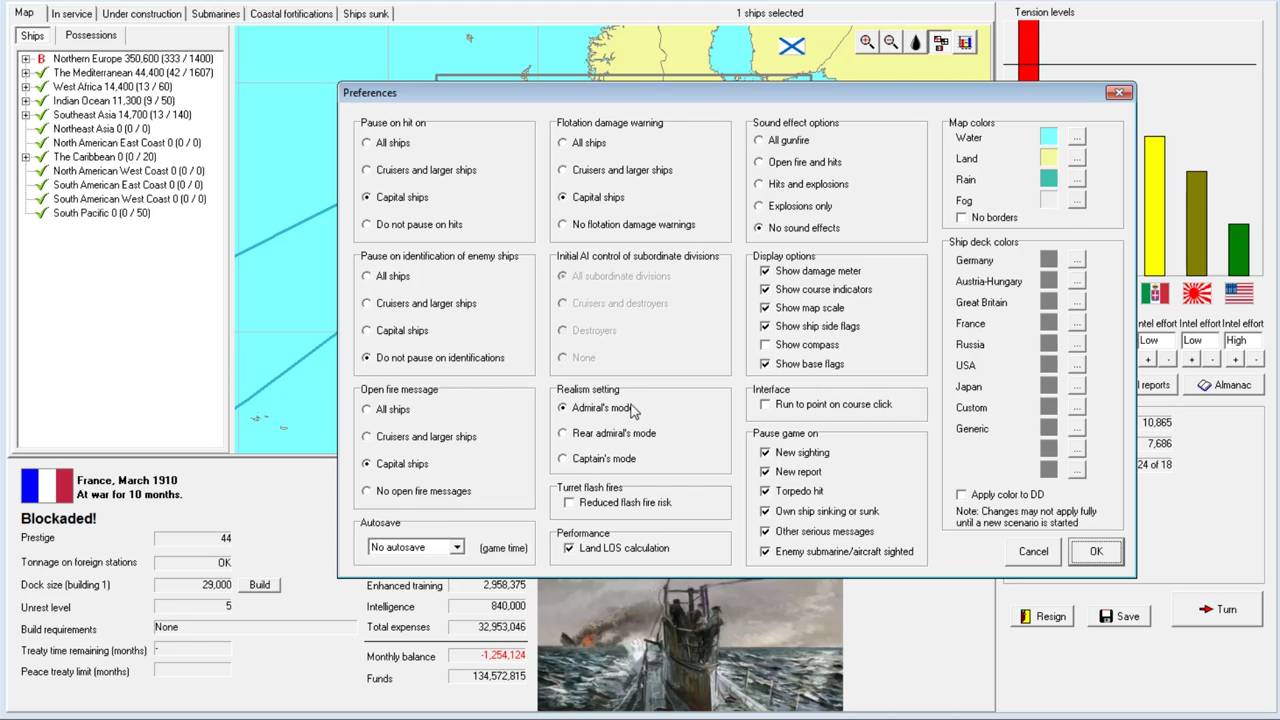 Map
In service
Under construction
Submarines
Coastal fortifications
Ships sunk
1 ships selected
Tension levels
Ships
Possessions
Northern Europe 350,600 (333 / 1400)
The Mediterranean 44,400 (42 / 1607)
West Africa 14,400 (13 / 60)
Indian Ocean 11,300 (9 / 50)
Southeast Asia 14,700 (13 / 140)
Northeast Asia 0 (0 / 0)
North American East Coast 0 (0 / 0)
The Caribbean 0 (0 / 20)
North American West Coast 0 (0 / 0)
South American East Coast 0 (0 / 0)
South American West Coast 0 (0 / 0)
South Pacific 0 (0 / 50)
B
Preferences
Pause on hit on
All ships
Cruisers and larger ships
Capital ships
Do not pause on hits
Pause on identification of enemy ships
All ships
Cruisers and larger ships
Capital ships
Do not pause on identifications
Open fire message
All ships
Cruisers and larger ships
Capital ships
No open fire messages
Autosave
No autosave
(game time)
Flotation damage warning
All ships
Cruisers and larger ships
Capital ships
No flotation damage warnings
Initial AI control of subordinate divisions
All subordinate divisions
Cruisers and destroyers
Destroyers
None
Realism setting
Admiral's mode
Rear admiral's mode
Captain's mode
Turret flash fires
Reduced flash fire risk
Performance
Land LOS calculation
Sound effect options
All gunfire
Open fire and hits
Hits and explosions
Explosions only
No sound effects
Display options
Show damage meter
Show course indicators
Show map scale
Show ship side flags
Show compass
Show base flags
Interface
Run to point on course click
Pause game on
New sighting
New report
Torpedo hit
Own ship sinking or sunk
Other serious messages
Enemy submarine/aircraft sighted
Map colors
Water
...
Land
...
Rain
...
Fog
...
No borders
Ship deck colors
Germany
...
Austria-Hungary
...
Great Britain
...
France
...
Russia
...
USA
...
Japan
...
Custom
...
Generic
...
...
...
Apply color to DD
Note: Changes may not apply fully
until a new scenario is started
Cancel
OK
Intel effort
Intel effort
Low
Low
High
+ - + - + -
reports
Almanac
10,865
7,686
24 of 18
Resign
Save
Turn
France, March 1910
At war for 10 months.
Blockaded!
Prestige
44
Tonnage on foreign stations
OK
Dock size (building 1)
29,000
Build
Unrest level
5
Build requirements
None
Treaty time remaining (months)
-
Peace treaty limit (months)
Enhanced training
2,958,375
Intelligence
840,000
Total expenses
32,953,046
Monthly balance
-1,254,124
Funds
134,572,815